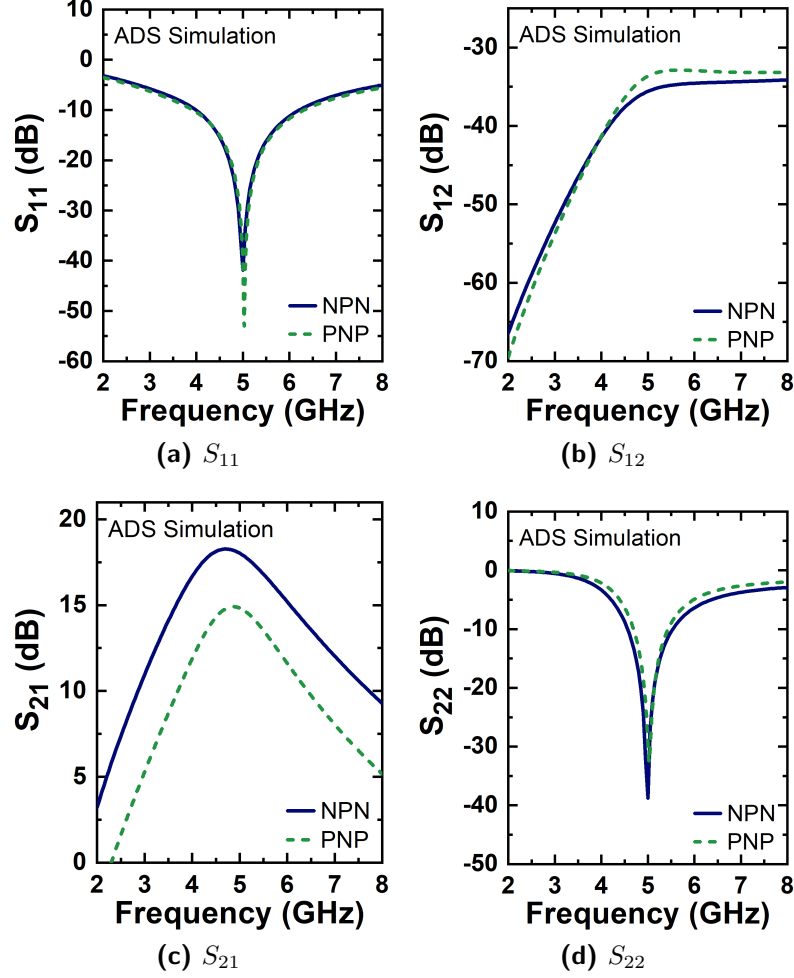 10
0
-10
-20
-30
-40
-50
-60
S11 (dB)
ADS Simulation
NPN
PNP
2 3 4 5 6 7 8
Frequency (GHz)
(a) S11
-30
-40
-50
-60
-70
S12 (dB)
ADS Simulation
NPN
PNP
2 3 4 5 6 7 8
Frequency (GHz)
(b) S12
20
15
10
5
0
S21 (dB)
ADS Simulation
NPN
PNP
2 3 4 5 6 7 8
Frequency (GHz)
(c) S21
10
0
-10
-20
-30
-40
-50
S22 (dB)
ADS Simulation
NPN
PNP
2 3 4 5 6 7 8
Frequency (GHz)
(d) S22